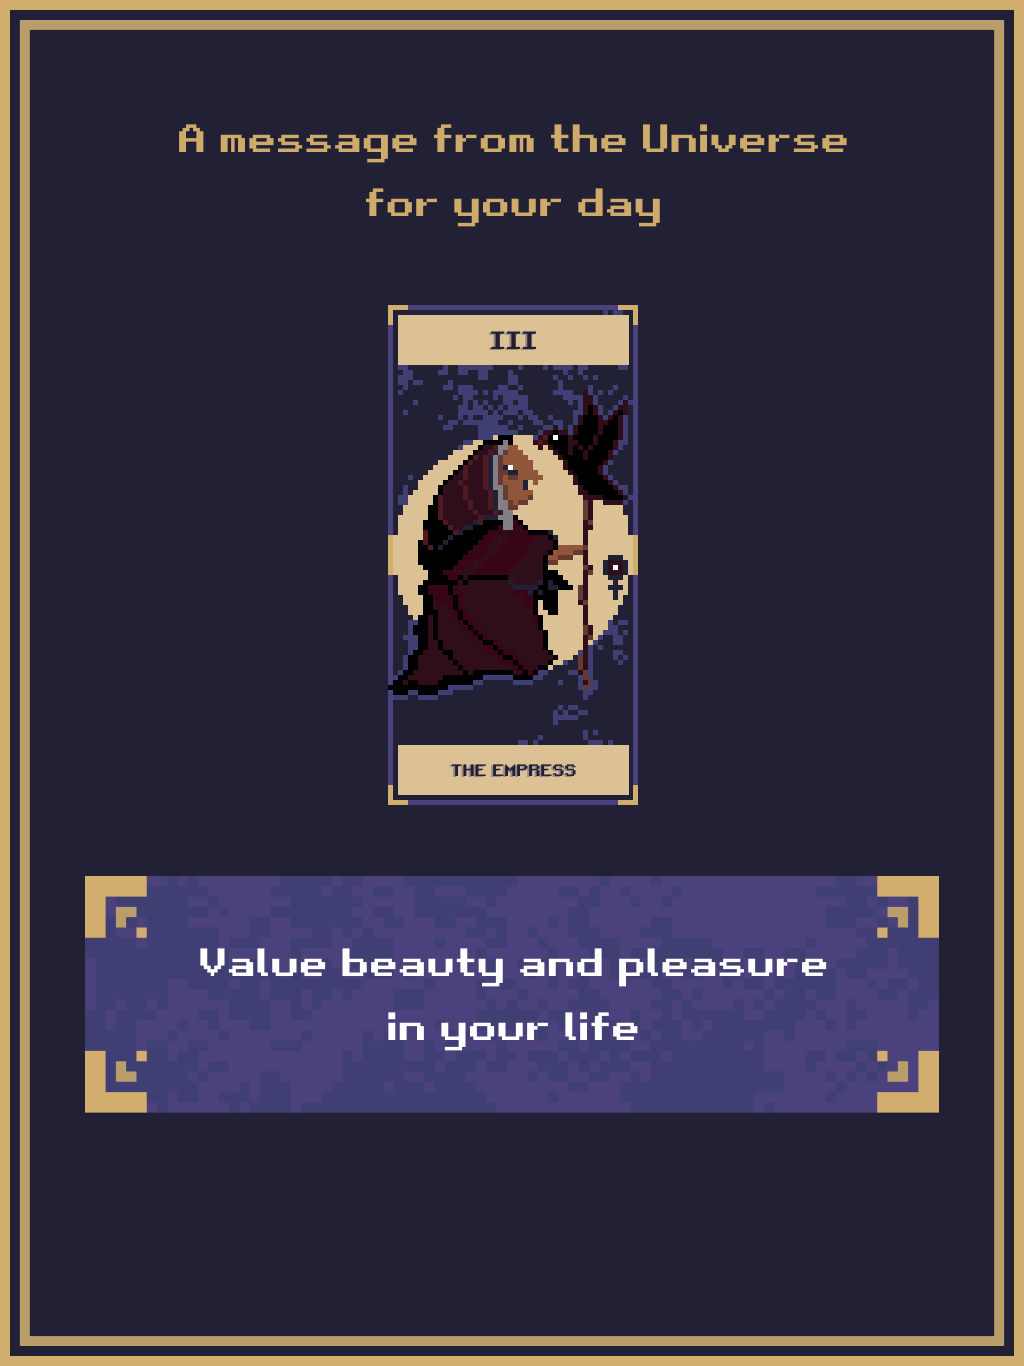 A message from the Universe
for your day
III
THE EMPRESS
Value beauty and pleasure
in your life